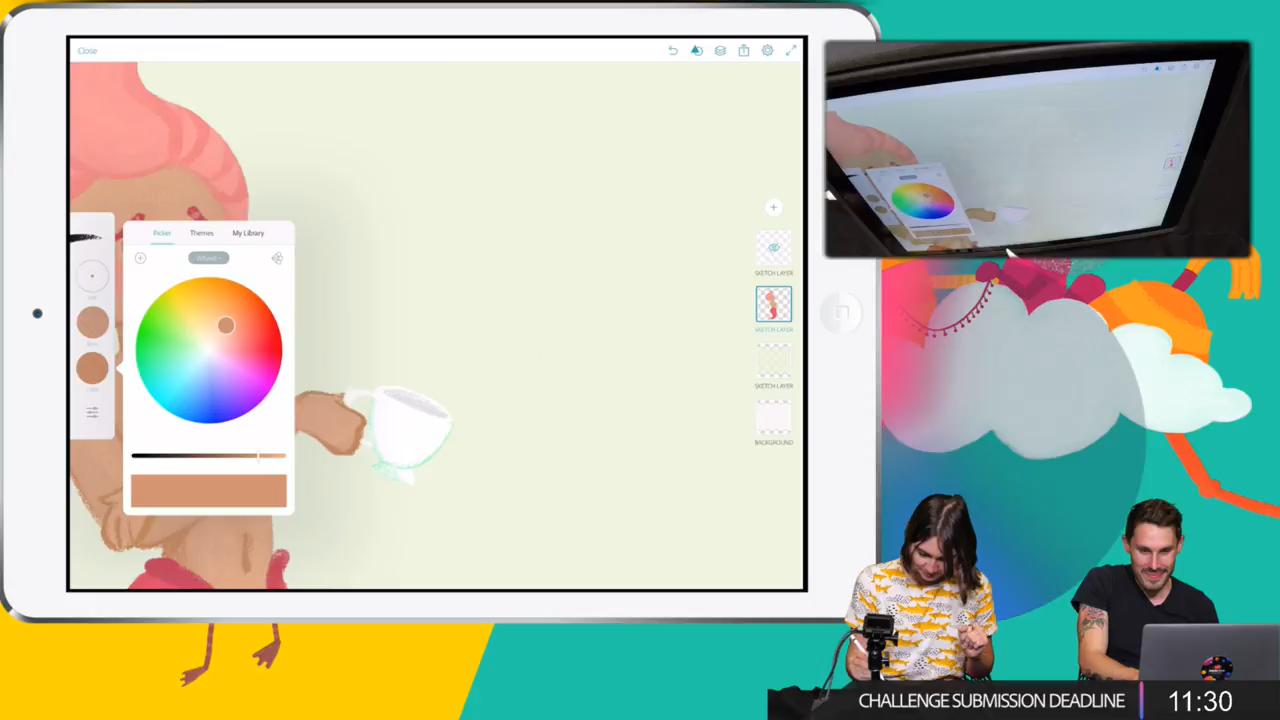 Close
Picker Themes My Library
Wheel
SKETCH LAYER
SKETCH LAYER
SKETCH LAYER
BACKGROUND
CHALLENGE SUBMISSION DEADLINE 11:30